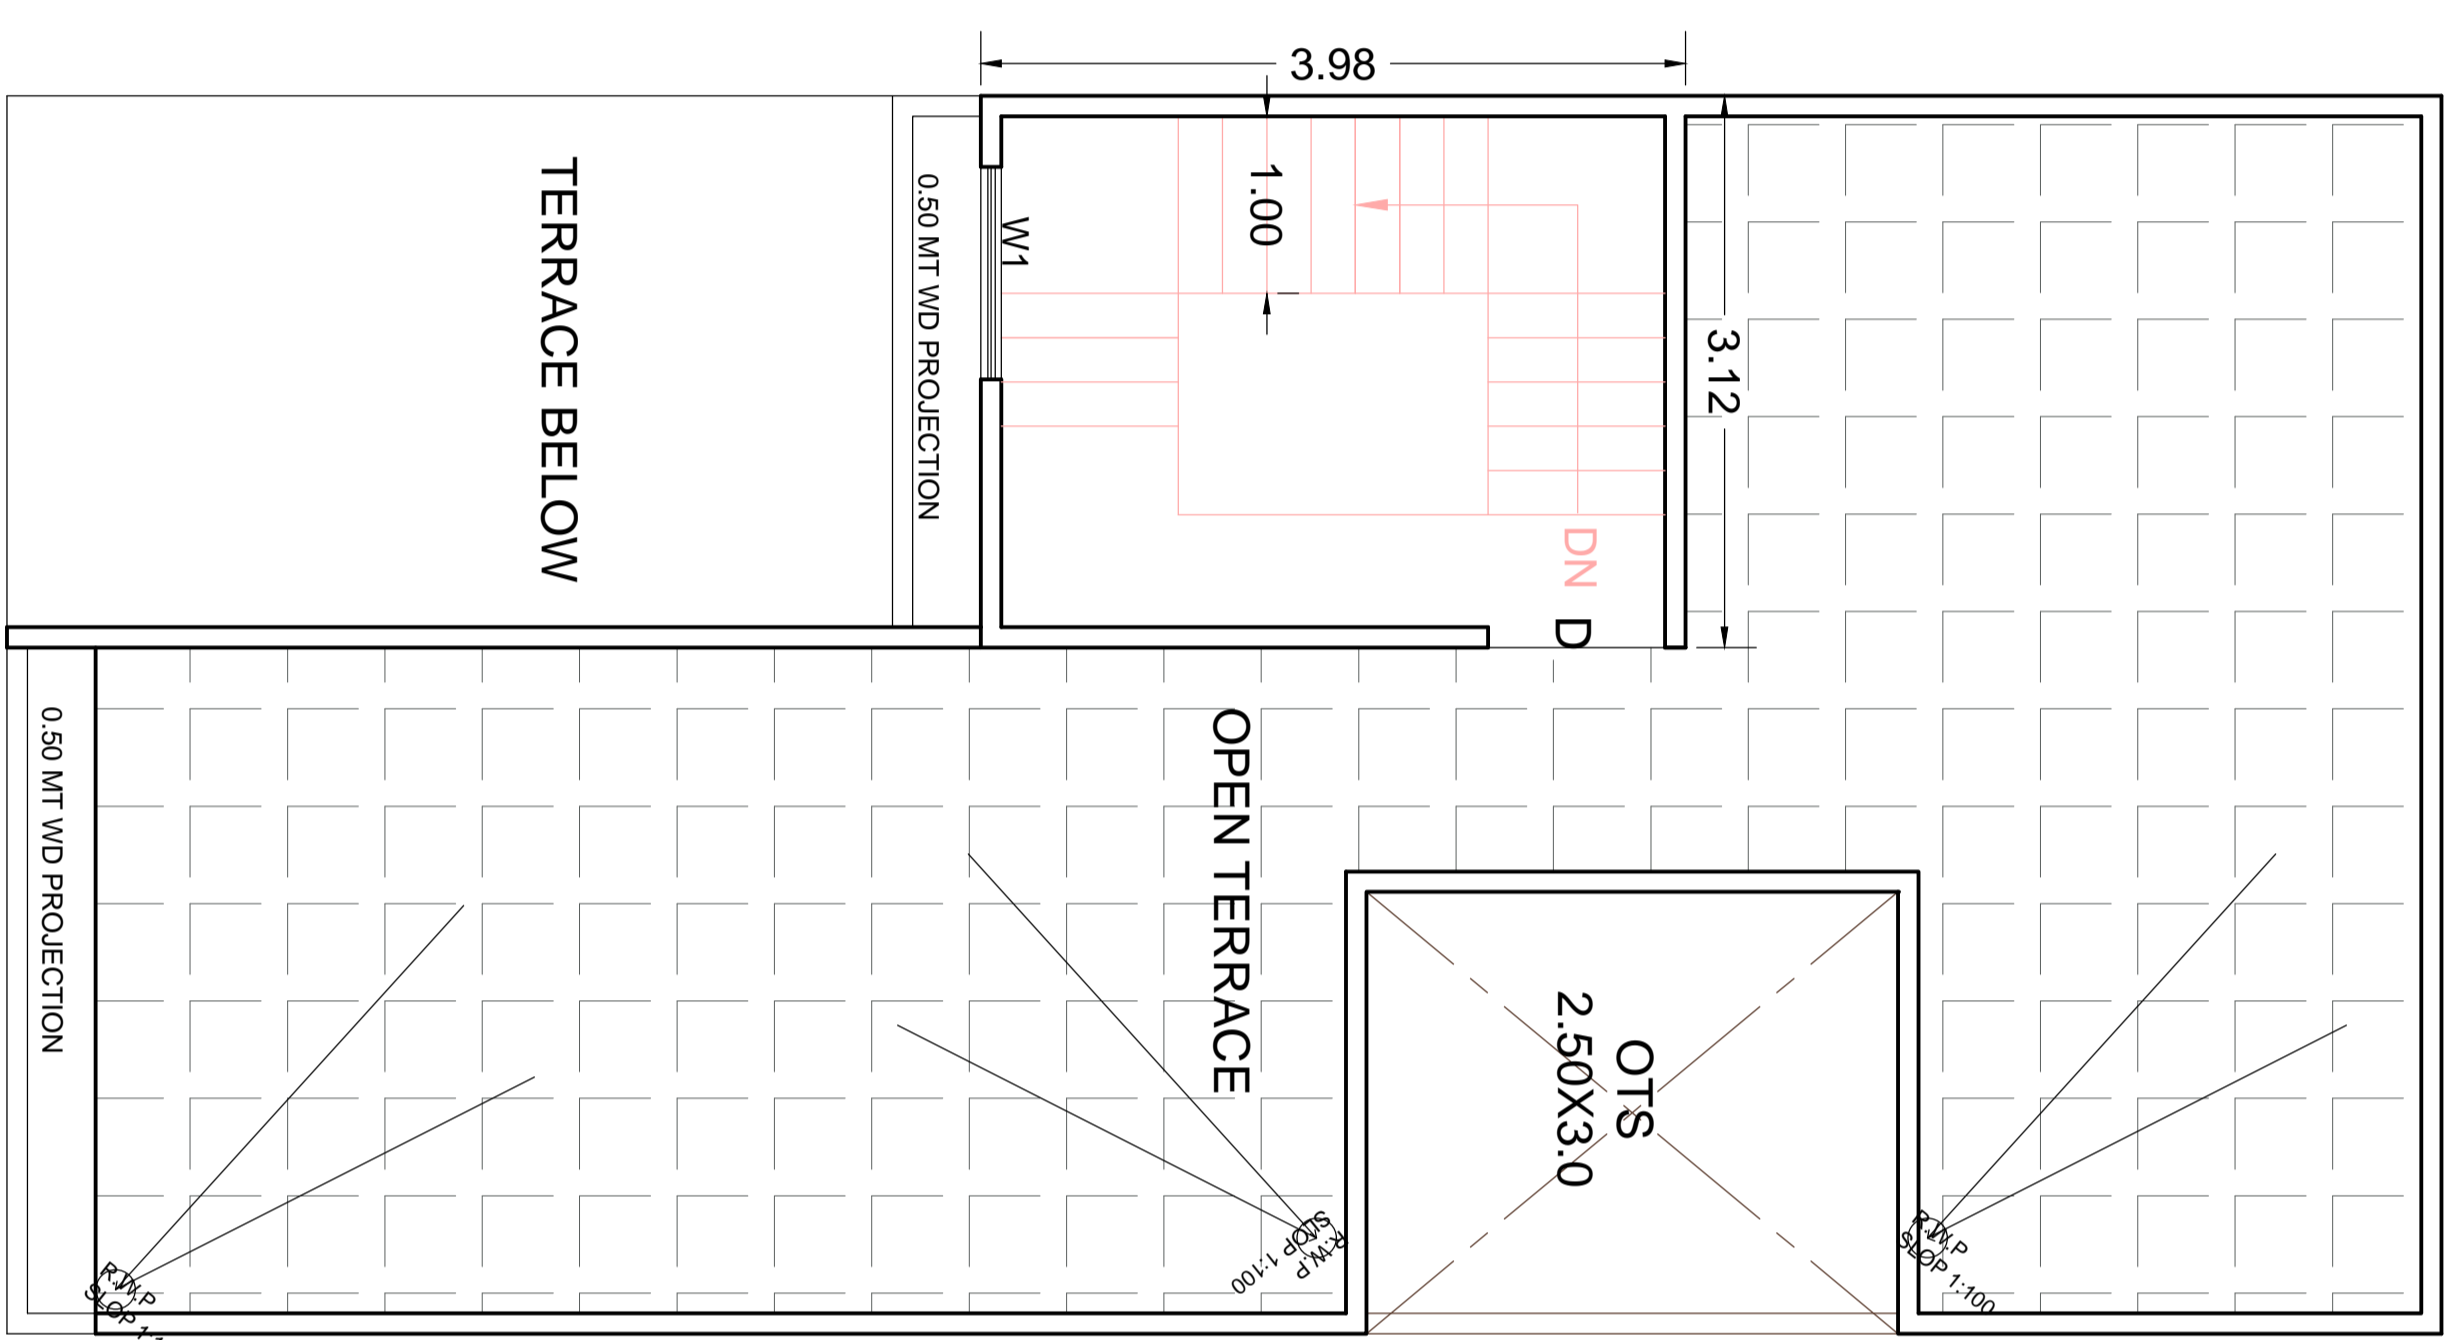 3.98
TERRACE BELOW
0.50 MT WD PROJECTION
W1
1.00
3.12
DN
D
0.50 MT WD PROJECTION
OPEN TERRACE
OTS
2.50X3.0
R.W.P
SLOP 1:100
R.W.P
SLOP 1:100
R.W.P